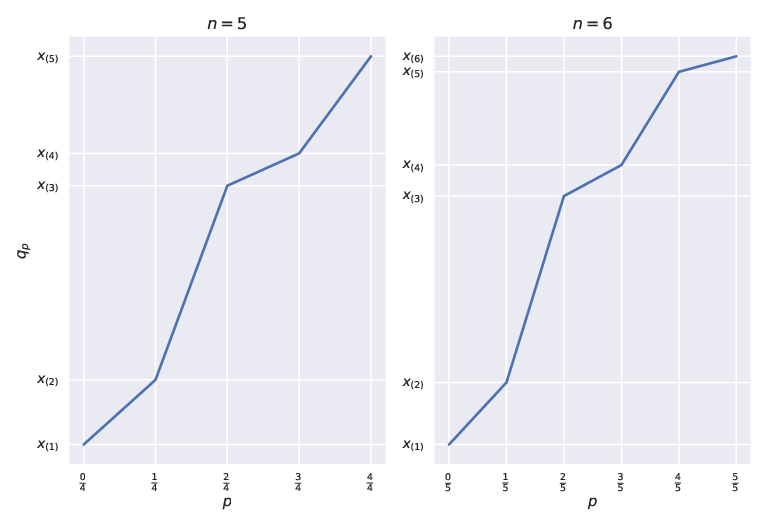 n = 5
x(5)
x(4)
x(3)
x(2)
x(1)
qp
0/4 1/4 2/4 3/4 4/4
p
n = 6
x(6)
x(5)
x(4)
x(3)
x(2)
x(1)
0/5 1/5 2/5 3/5 4/5 5/5
p